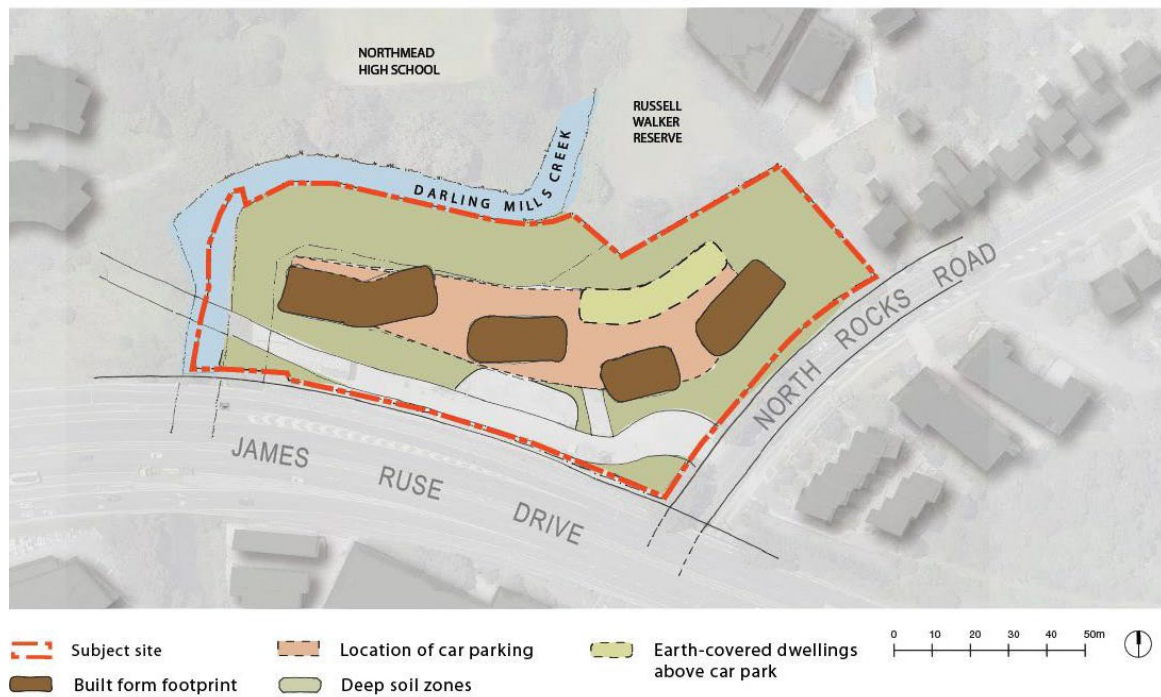 NORTHMEAD
HIGH SCHOOL
RUSSELL
WALKER
RESERVE
DARLING MILLS CREEK
NORTH ROCKS ROAD
JAMES RUSE DRIVE
Subject site
Location of car parking
Earth-covered dwellings
above car park
0 10 20 30 40 50m
Built form footprint
Deep soil zones